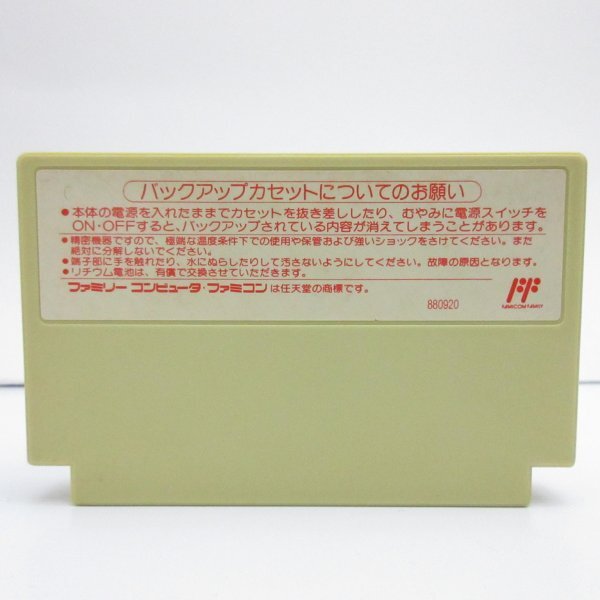 バックアップカセットについてのお願い
●本体の電源を入れたままでカセットを抜き差ししたり、むやみに電源スイッチを
ON・OFFすると、バックアップされている内容が消えてしまうことがあります。
●精密機器ですので、極端な温度条件下での使用や保管および強いショックをさけてください。また
絶対に分解しないでください。
●端子部に手を触れたり、水にぬらしたりして汚さないようにしてください。故障の原因となります。
●リチウム電池は、有償で交換させていただきます。
ファミリー コンピュータ・ファミコン は任天堂の商標です。
880920
FAMICOM FAMILY